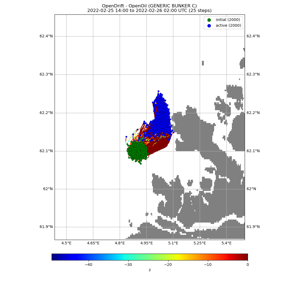 OpenDrift - OpenOil (GENERIC BUNKER C)
2022-02-25 14:00 to 2022-02-26 02:00 UTC (25 steps)
initial (2000)
active (2000)
62.4°N 62.4°N
62.3°N 62.3°N
62.2°N 62.2°N
62.1°N 62.1°N
62°N 62°N
61.9°N 61.9°N
4.5°E 4.65°E 4.8°E 4.95°E 5.1°E 5.25°E 5.4°E
−40 −30 −20 −10 0
z